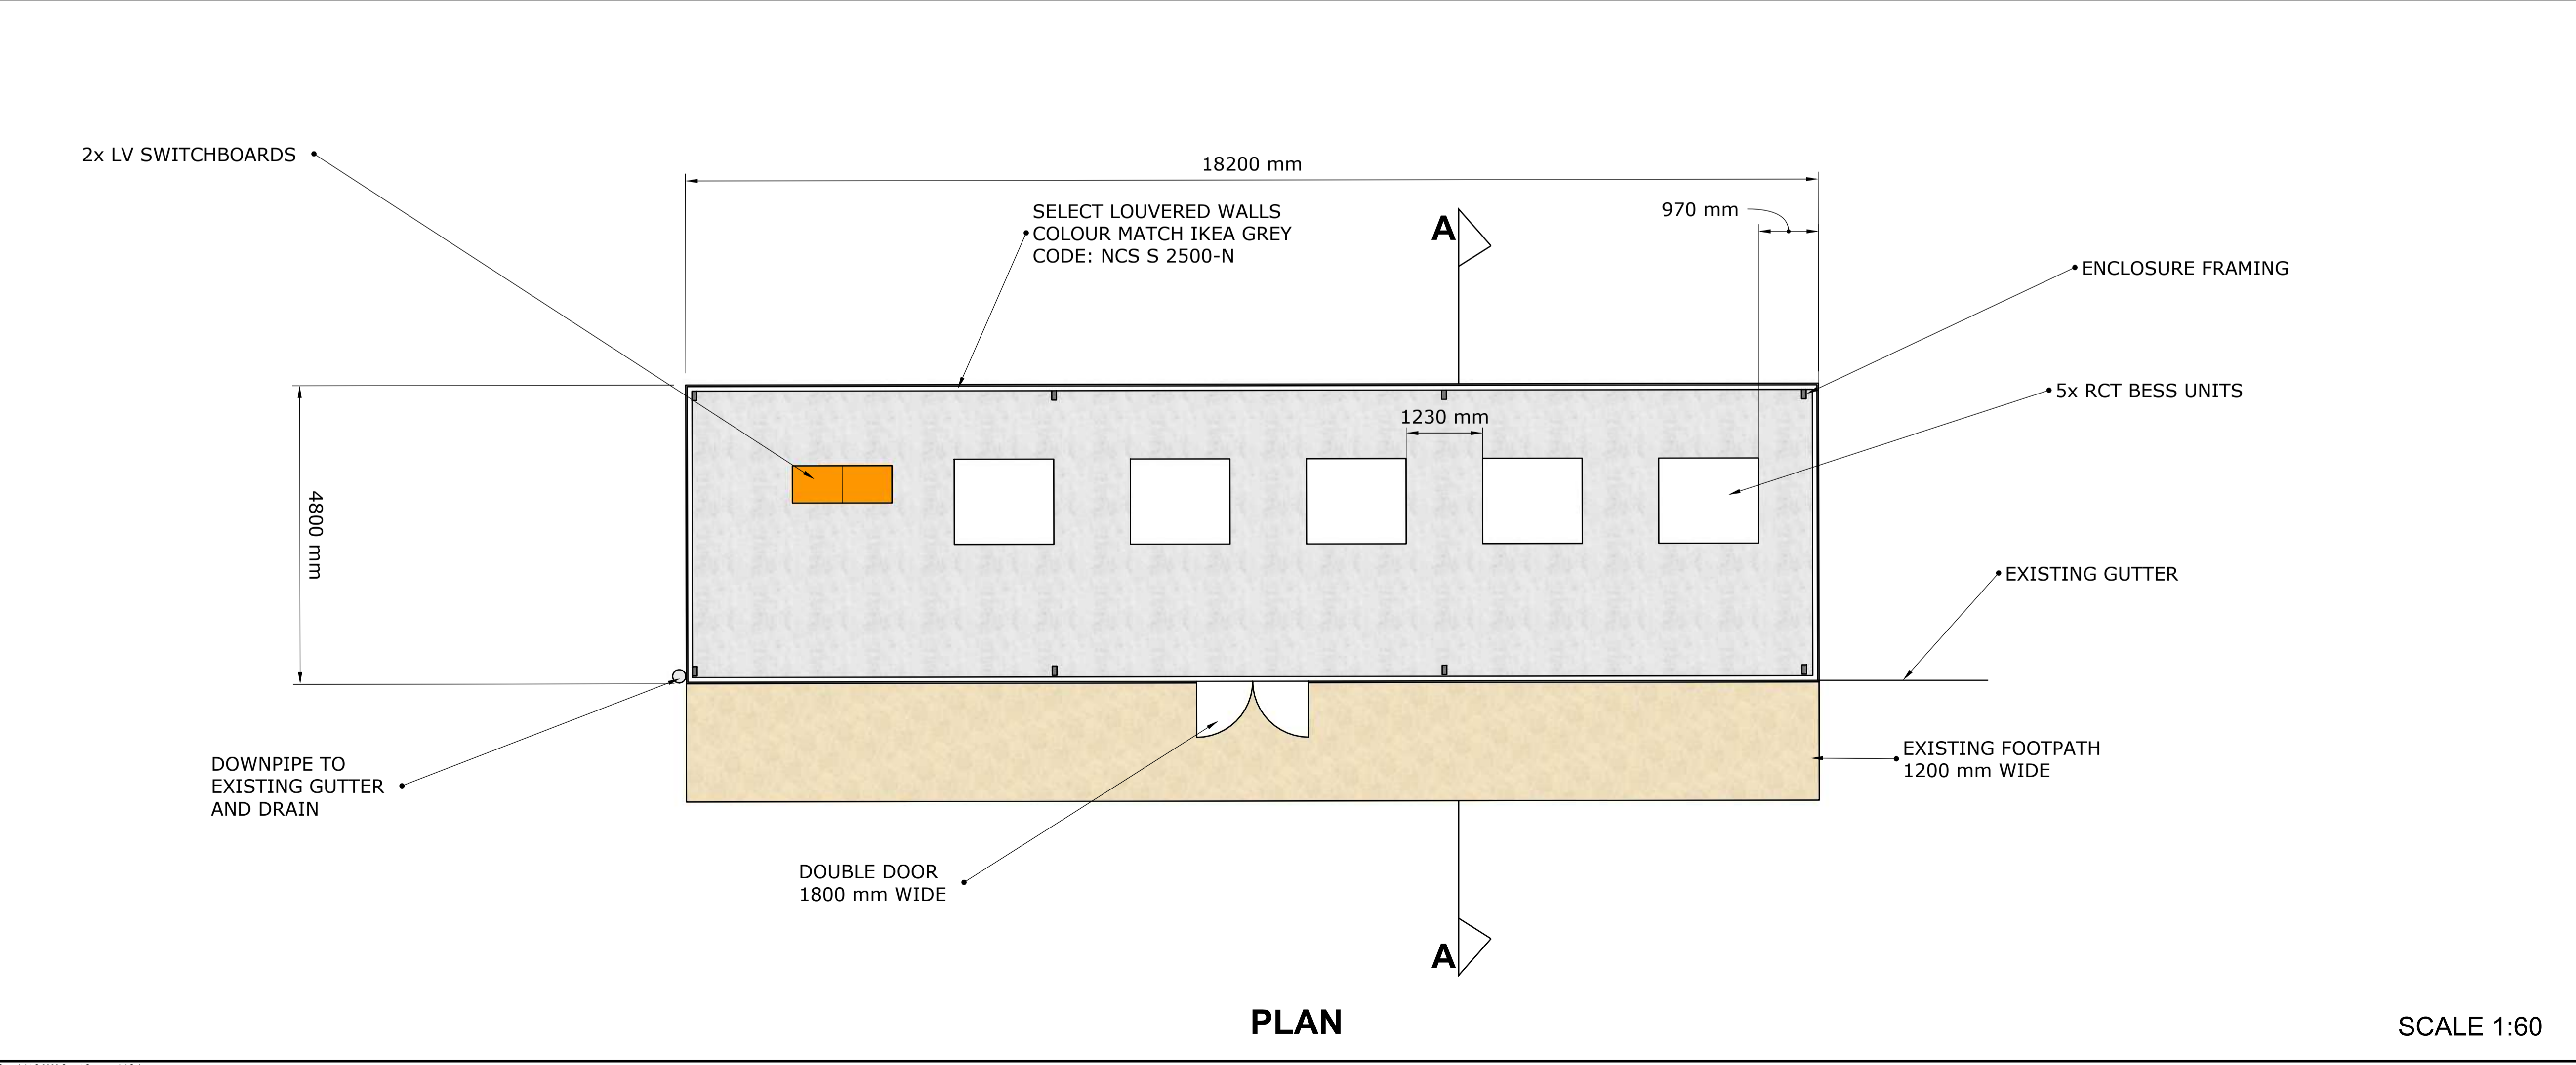 2x LV SWITCHBOARDS
18200 mm
SELECT LOUVERED WALLS
COLOUR MATCH IKEA GREY
CODE: NCS S 2500-N
A
970 mm
ENCLOSURE FRAMING
5x RCT BESS UNITS
1230 mm
4800 mm
EXISTING GUTTER
DOWNPIPE TO
EXISTING GUTTER
AND DRAIN
EXISTING FOOTPATH
1200 mm WIDE
DOUBLE DOOR
1800 mm WIDE
A
PLAN
SCALE 1:60